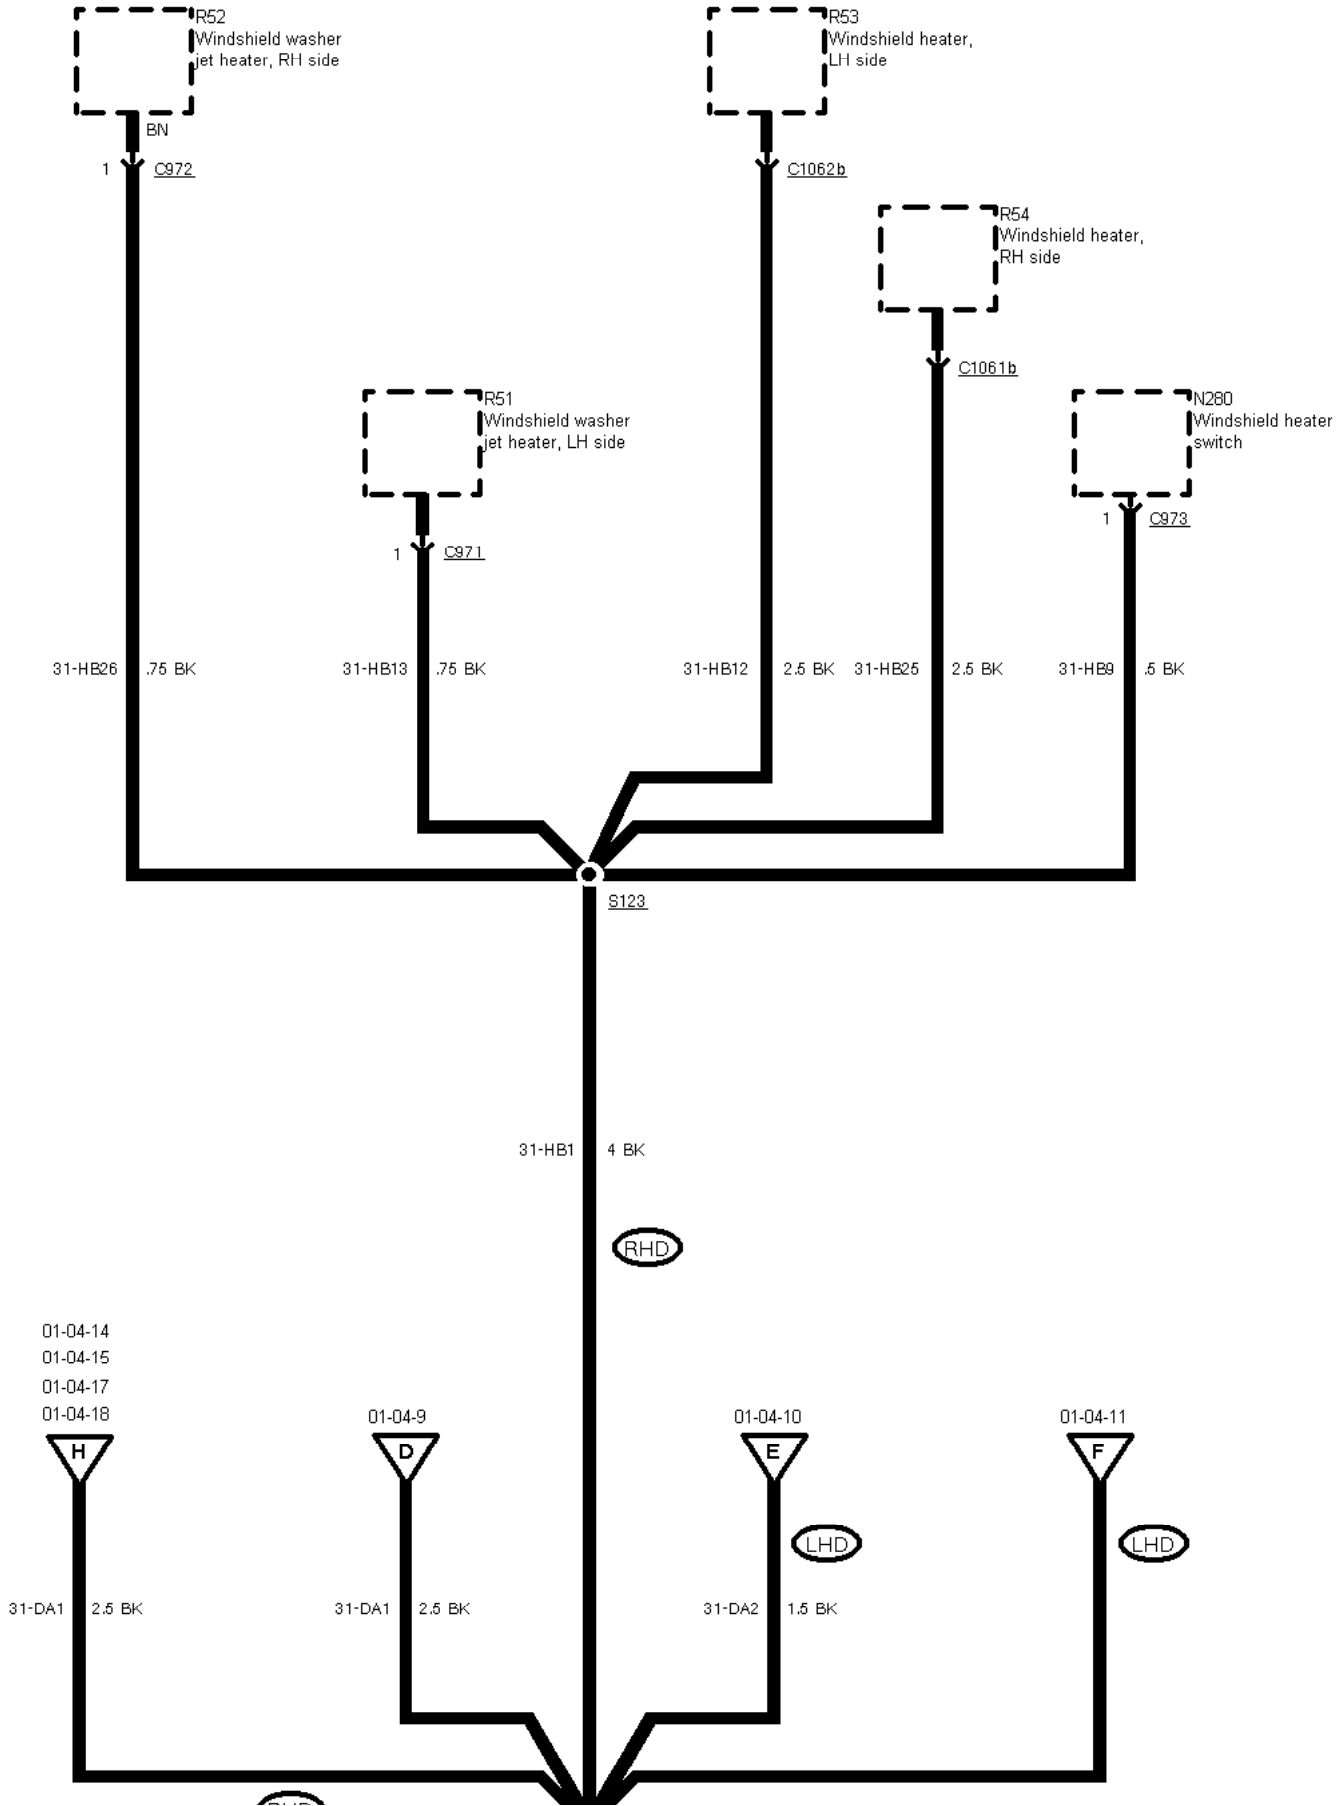 R52
Windshield washer
jet heater, RH side
BN
1
C972
R53
Windshield heater,
LH side
C1062b
R54
Windshield heater,
RH side
C1061b
R51
Windshield washer
jet heater, LH side
1
C971
N280
Windshield heater
switch
1
C973
31-HB26
.75 BK
31-HB13
.75 BK
31-HB12
2.5 BK
31-HB25
2.5 BK
31-HB9
.5 BK
S123
31-HB1
4 BK
RHD
01-04-14
01-04-15
01-04-17
01-04-18
H
01-04-9
D
01-04-10
E
01-04-11
F
LHD
LHD
31-DA1
2.5 BK
31-DA1
2.5 BK
31-DA2
1.5 BK